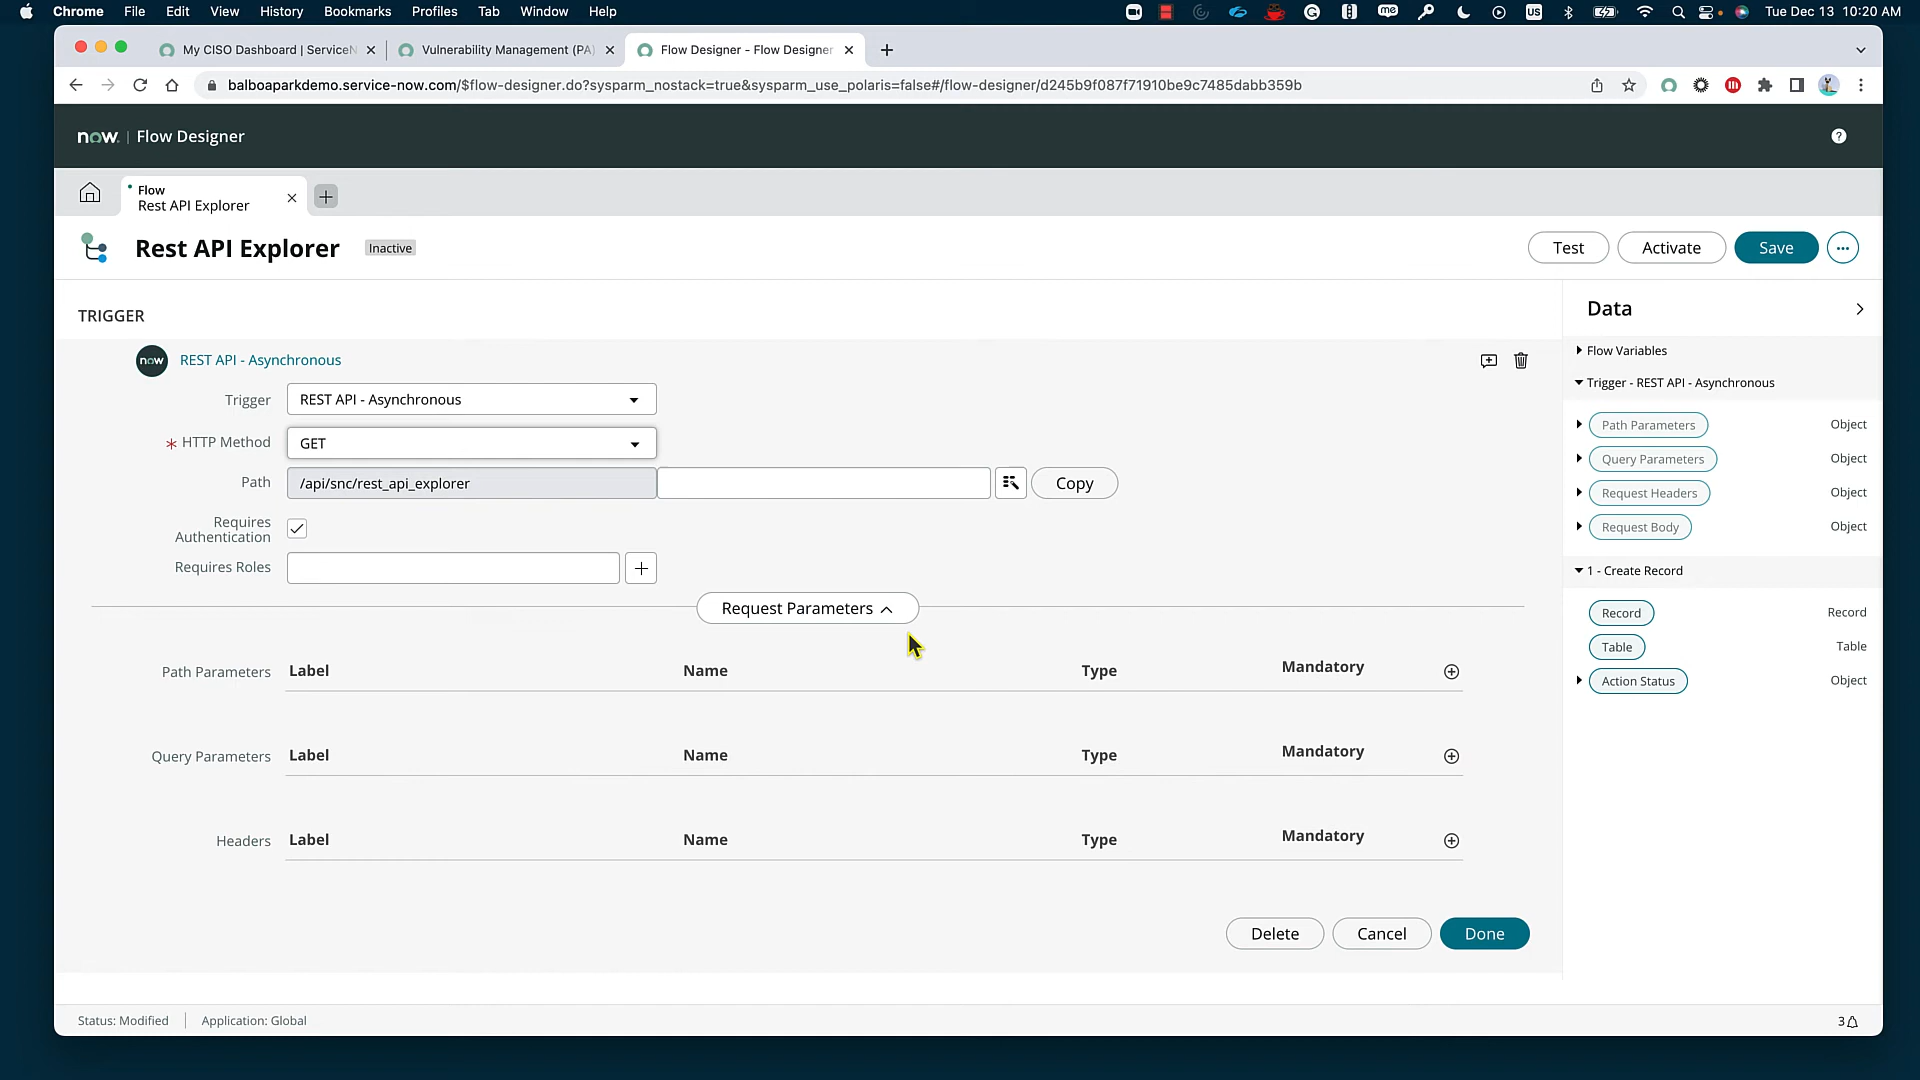 Chrome File Edit View History Bookmarks Profiles Tab Window Help me US Tue Dec 13 10:20 AM
My CISO Dashboard | ServiceN Vulnerability Management (PA) Flow Designer - Flow Designer
balboaparkdemo.service-now.com/$flow-designer.do?sysparm_nostack=true&sysparm_use_polaris=false#/flow-designer/d245b9f087f71910be9c7485dabb359b
now. | Flow Designer
Flow
Rest API Explorer
Rest API Explorer Inactive Test Activate Save
TRIGGER
now REST API - Asynchronous
Trigger REST API - Asynchronous
* HTTP Method GET
Path /api/snc/rest_api_explorer Copy
Requires
Authentication
Requires Roles
Request Parameters
Path Parameters Label Name Type Mandatory
Query Parameters Label Name Type Mandatory
Headers Label Name Type Mandatory
Delete Cancel Done
Data
Flow Variables
Trigger - REST API - Asynchronous
Path Parameters Object
Query Parameters Object
Request Headers Object
Request Body Object
1 - Create Record
Record Record
Table Table
Action Status Object
Status: Modified Application: Global 3